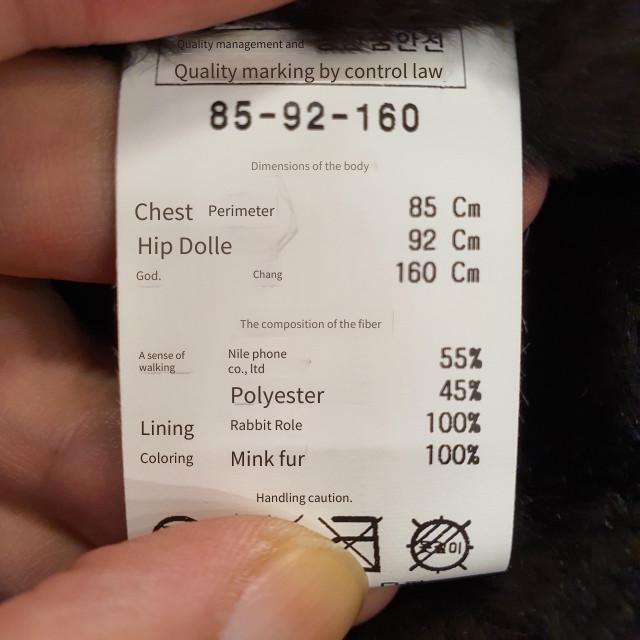 Quality management and 안전
Quality marking by control law
85-92-160
Dimensions of the body
Chest Perimeter 85 Cm
Hip Dolle 92 Cm
God. Chang 160 Cm
The composition of the fiber
A sense of walking Nile phone co., ltd 55%
Polyester 45%
Lining Rabbit Role 100%
Coloring Mink fur 100%
Handling caution.